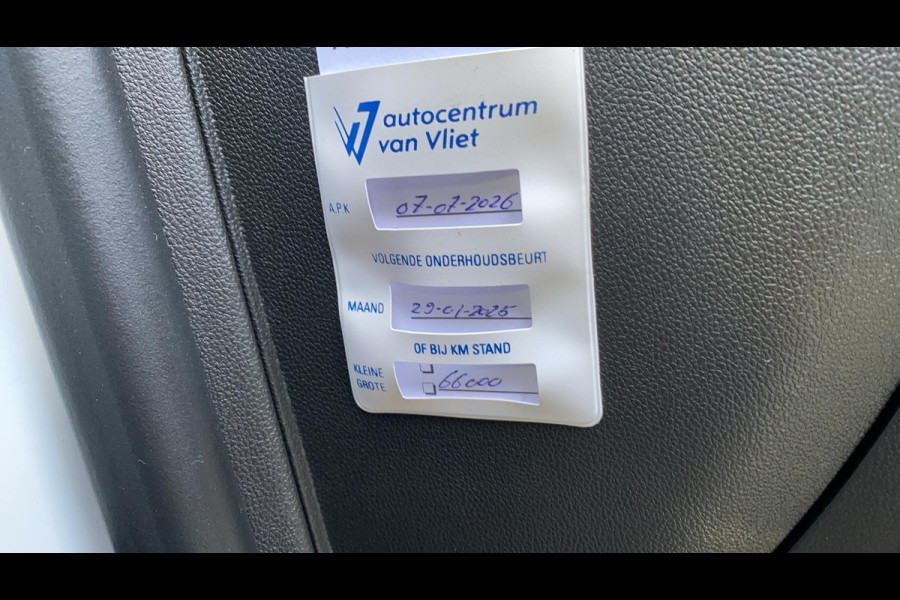 autocentrum
van Vliet
A.P.K 07-07-2026
VOLGENDE ONDERHOUDSBEURT
MAAND 29-01-2025
OF BIJ KM STAND
KLEINE
GROTE 66000